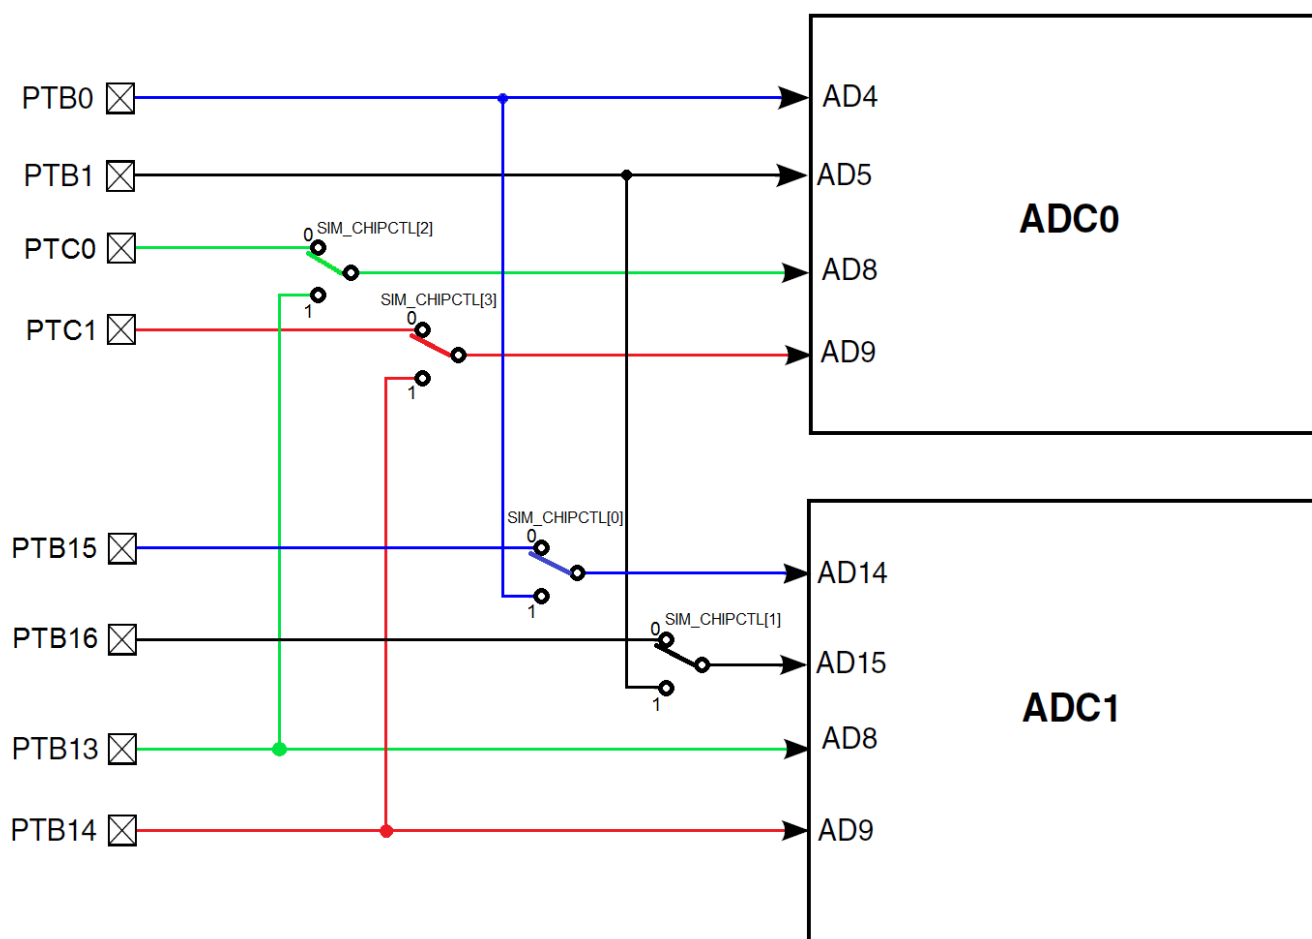 PTB0
AD4
PTB1
AD5
ADC0
PTC0
0
SIM_CHIPCTL[2]
AD8
1
SIM_CHIPCTL[3]
0
PTC1
AD9
1
SIM_CHIPCTL[0]
0
PTB15
AD14
1
SIM_CHIPCTL[1]
0
PTB16
AD15
1
ADC1
PTB13
AD8
PTB14
AD9